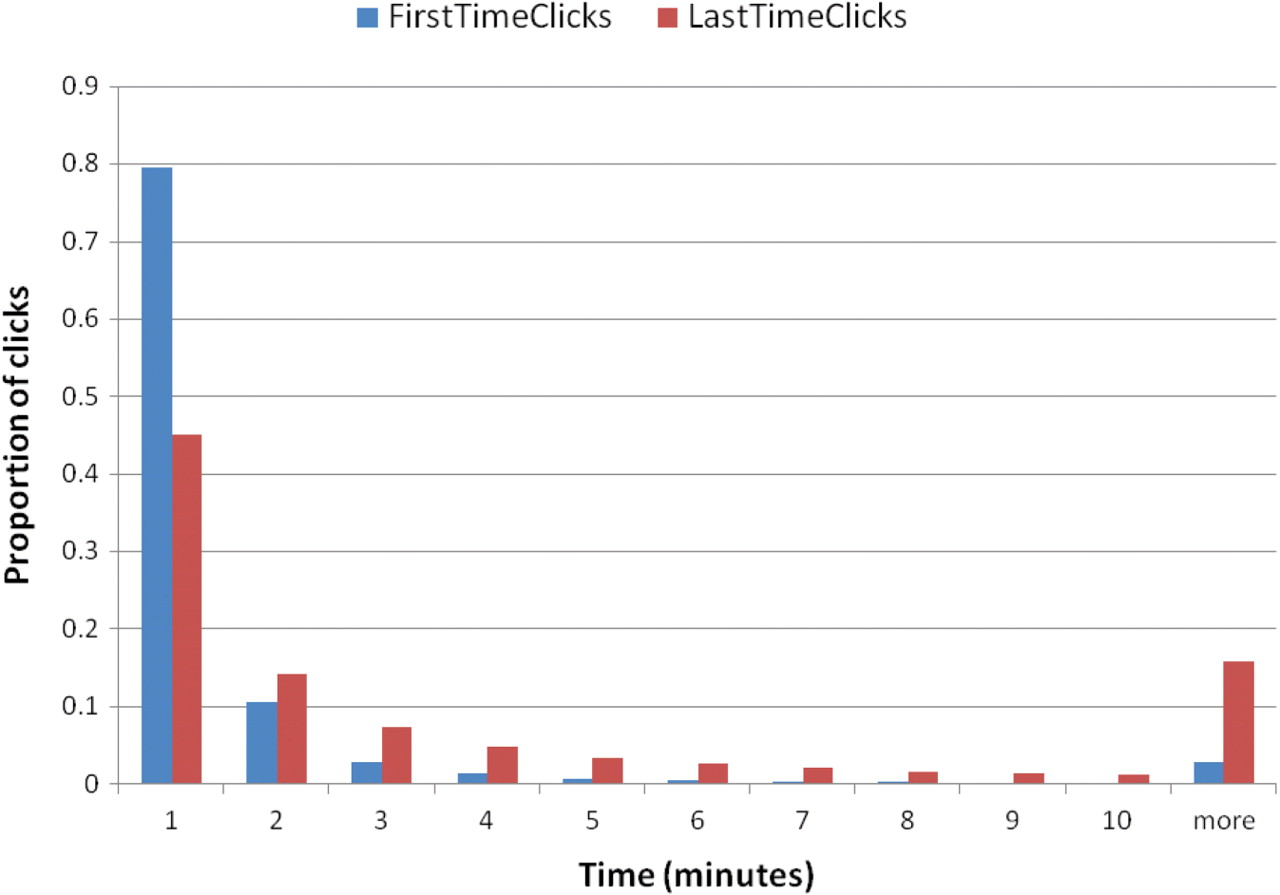 FirstTimeClicks LastTimeClicks
0.9
0.8
0.7
0.6
0.5
0.4
0.3
0.2
0.1
0
Proportion of clicks
1 2 3 4 5 6 7 8 9 10 more
Time (minutes)